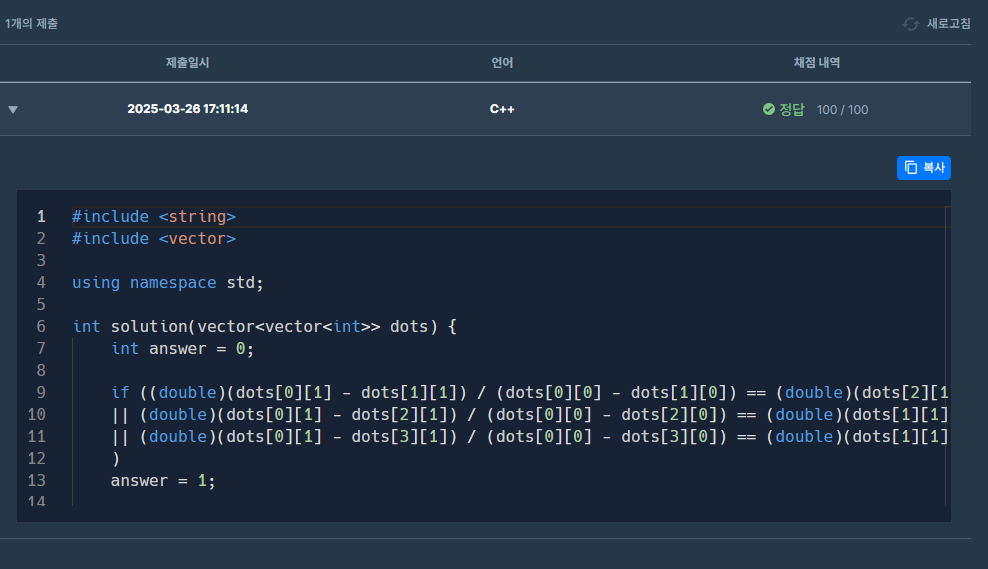 1개의 제출 새로고침
제출일시 언어 채점 내역
2025-03-26 17:11:14 C++ 정답 100 / 100
복사
1 #include <string>
2 #include <vector>
3
4 using namespace std;
5
6 int solution(vector<vector<int>> dots) {
7     int answer = 0;
8
9     if ((double)(dots[0][1] - dots[1][1]) / (dots[0][0] - dots[1][0]) == (double)(dots[2][1
10     || (double)(dots[0][1] - dots[2][1]) / (dots[0][0] - dots[2][0]) == (double)(dots[1][1]
11     || (double)(dots[0][1] - dots[3][1]) / (dots[0][0] - dots[3][0]) == (double)(dots[1][1]
12     )
13     answer = 1;
14